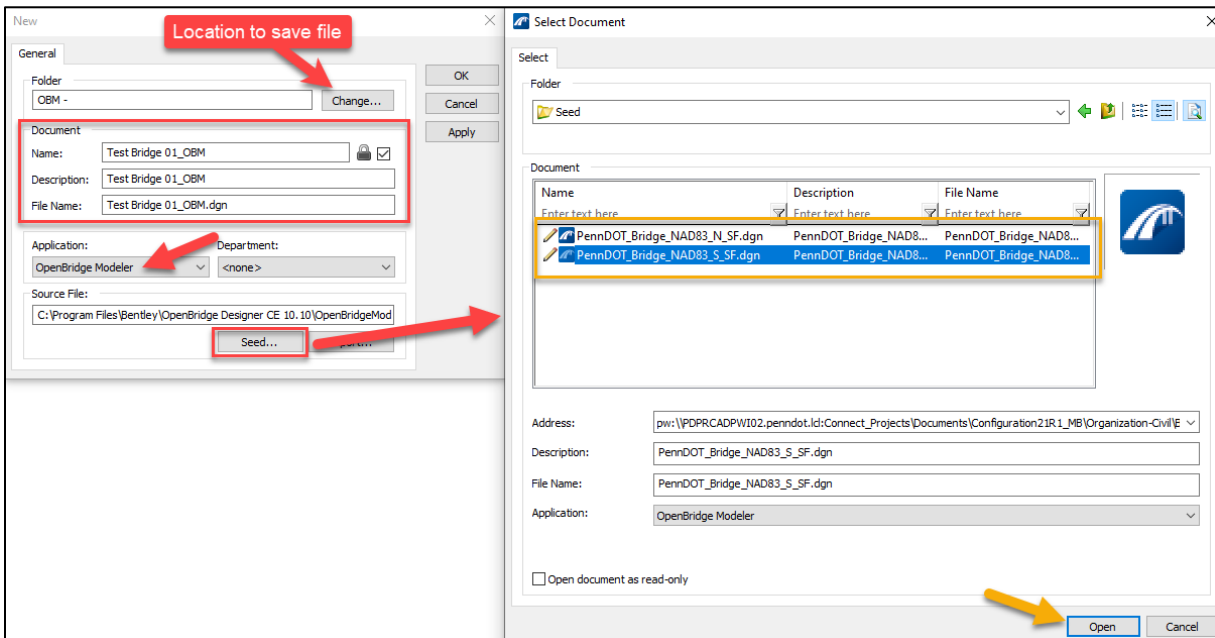 New
Location to save file
General
Folder
OBM -
Change...
OK
Cancel
Apply
Document
Name:
Test Bridge 01_OBM
Description:
Test Bridge 01_OBM
File Name:
Test Bridge 01_OBM.dgn
Application:
Department:
OpenBridge Modeler
<none>
Source File:
C:\Program Files\Bentley\OpenBridge Designer CE 10.10\OpenBridgeMod
Seed...
Select Document
Select
Folder
Seed
Document
Name Description File Name
Enter text here Enter text here Enter text here
PennDOT_Bridge_NAD83_N_SF.dgn PennDOT_Bridge_NAD8... PennDOT_Bridge_NAD8...
PennDOT_Bridge_NAD83_S_SF.dgn PennDOT_Bridge_NAD8... PennDOT_Bridge_NAD8...
Address:
pw:\\PDPRCADPWI02.penndot.lcl:Connect_Projects\Documents\Configuration21R1_MB\Organization-Civil\E
Description:
PennDOT_Bridge_NAD83_S_SF.dgn
File Name:
PennDOT_Bridge_NAD83_S_SF.dgn
Application:
OpenBridge Modeler
Open document as read-only
Open
Cancel